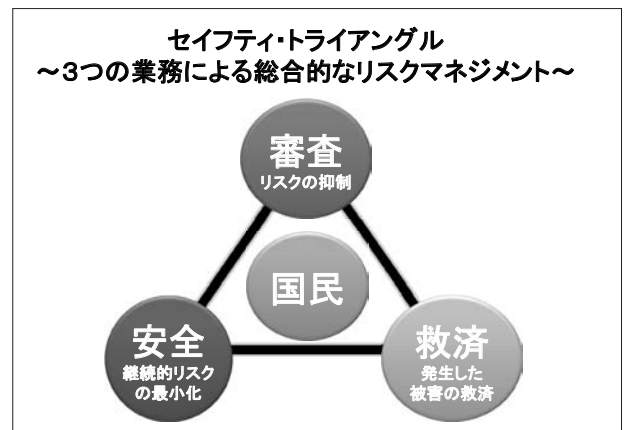 セイフティ・トライアングル
～３つの業務による総合的なリスクマネジメント～
審査
リスクの抑制
国民
安全
継続的リスク
の最小化
救済
発生した
被害の救済